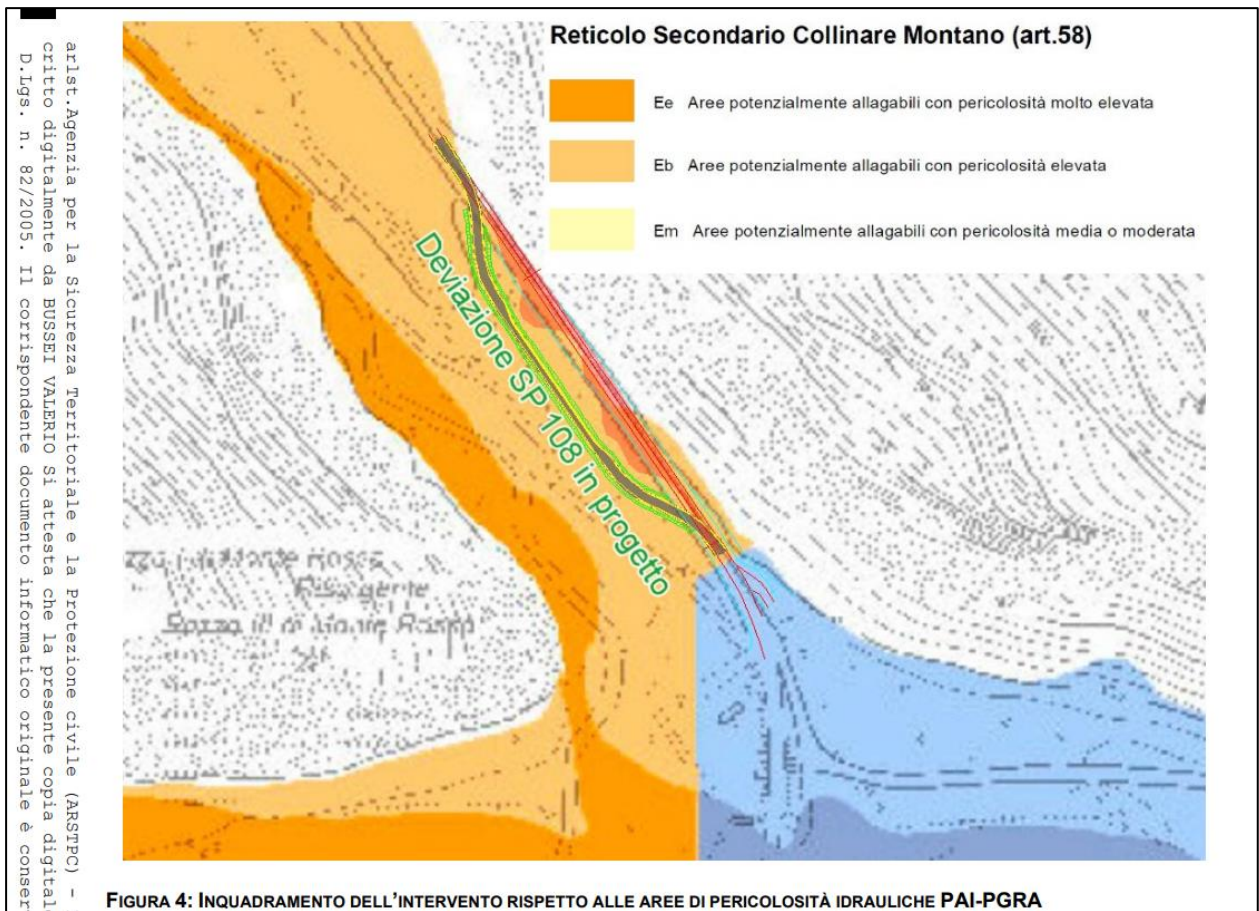 Reticolo Secondario Collinare Montano (art.58)
Ee Aree potenzialmente allagabili con pericolosità molto elevata
Eb Aree potenzialmente allagabili con pericolosità elevata
Em Aree potenzialmente allagabili con pericolosità media o moderata
Deviazione SP 108 in progetto
Risorgente
FIGURA 4: INQUADRAMENTO DELL'INTERVENTO RISPETTO ALLE AREE DI PERICOLOSITÀ IDRAULICHE PAI-PGRA
arlst.Agenzia per la Sicurezza Territoriale e la Protezione civile (ARSTPC) -
critto digitalmente da BUSSEI VALERIO Si attesta che la presente copia digitale
D.Lgs. n. 82/2005. Il corrispondente documento informatico originale è conser